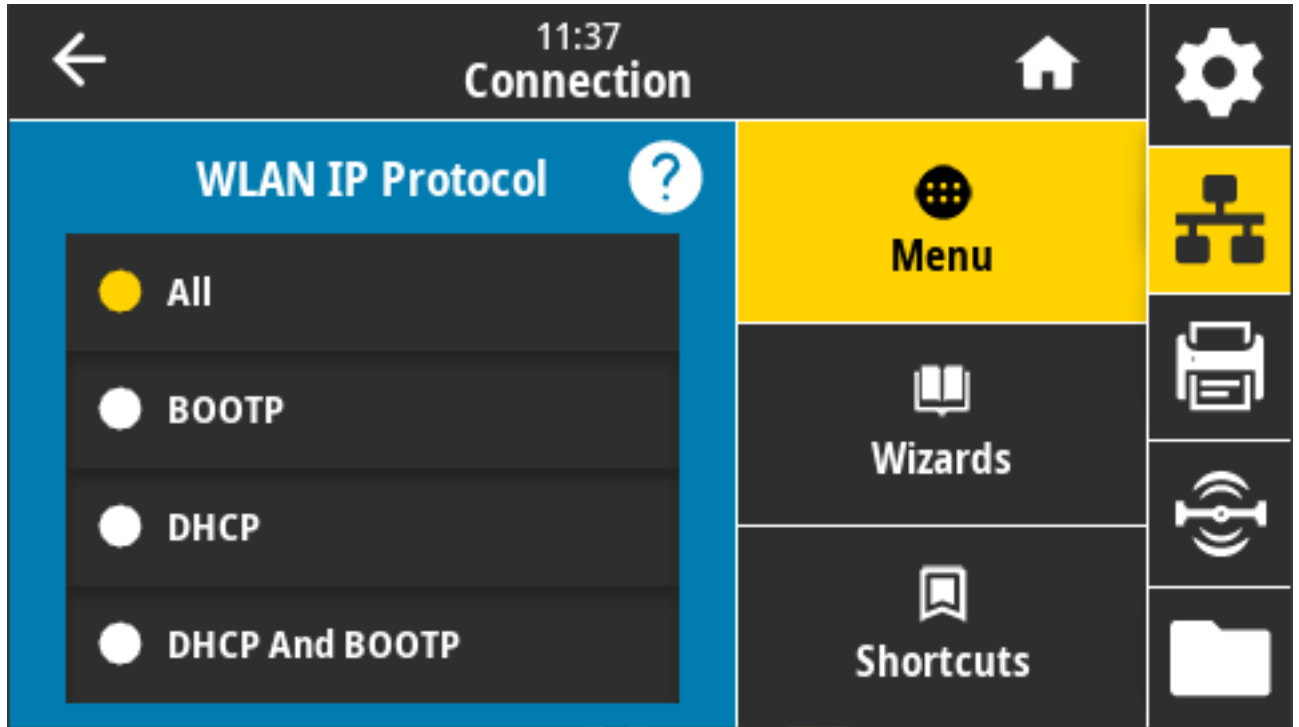 11:37
Connection
WLAN IP Protocol
?
All
BOOTP
DHCP
DHCP And BOOTP
Menu
Wizards
Shortcuts